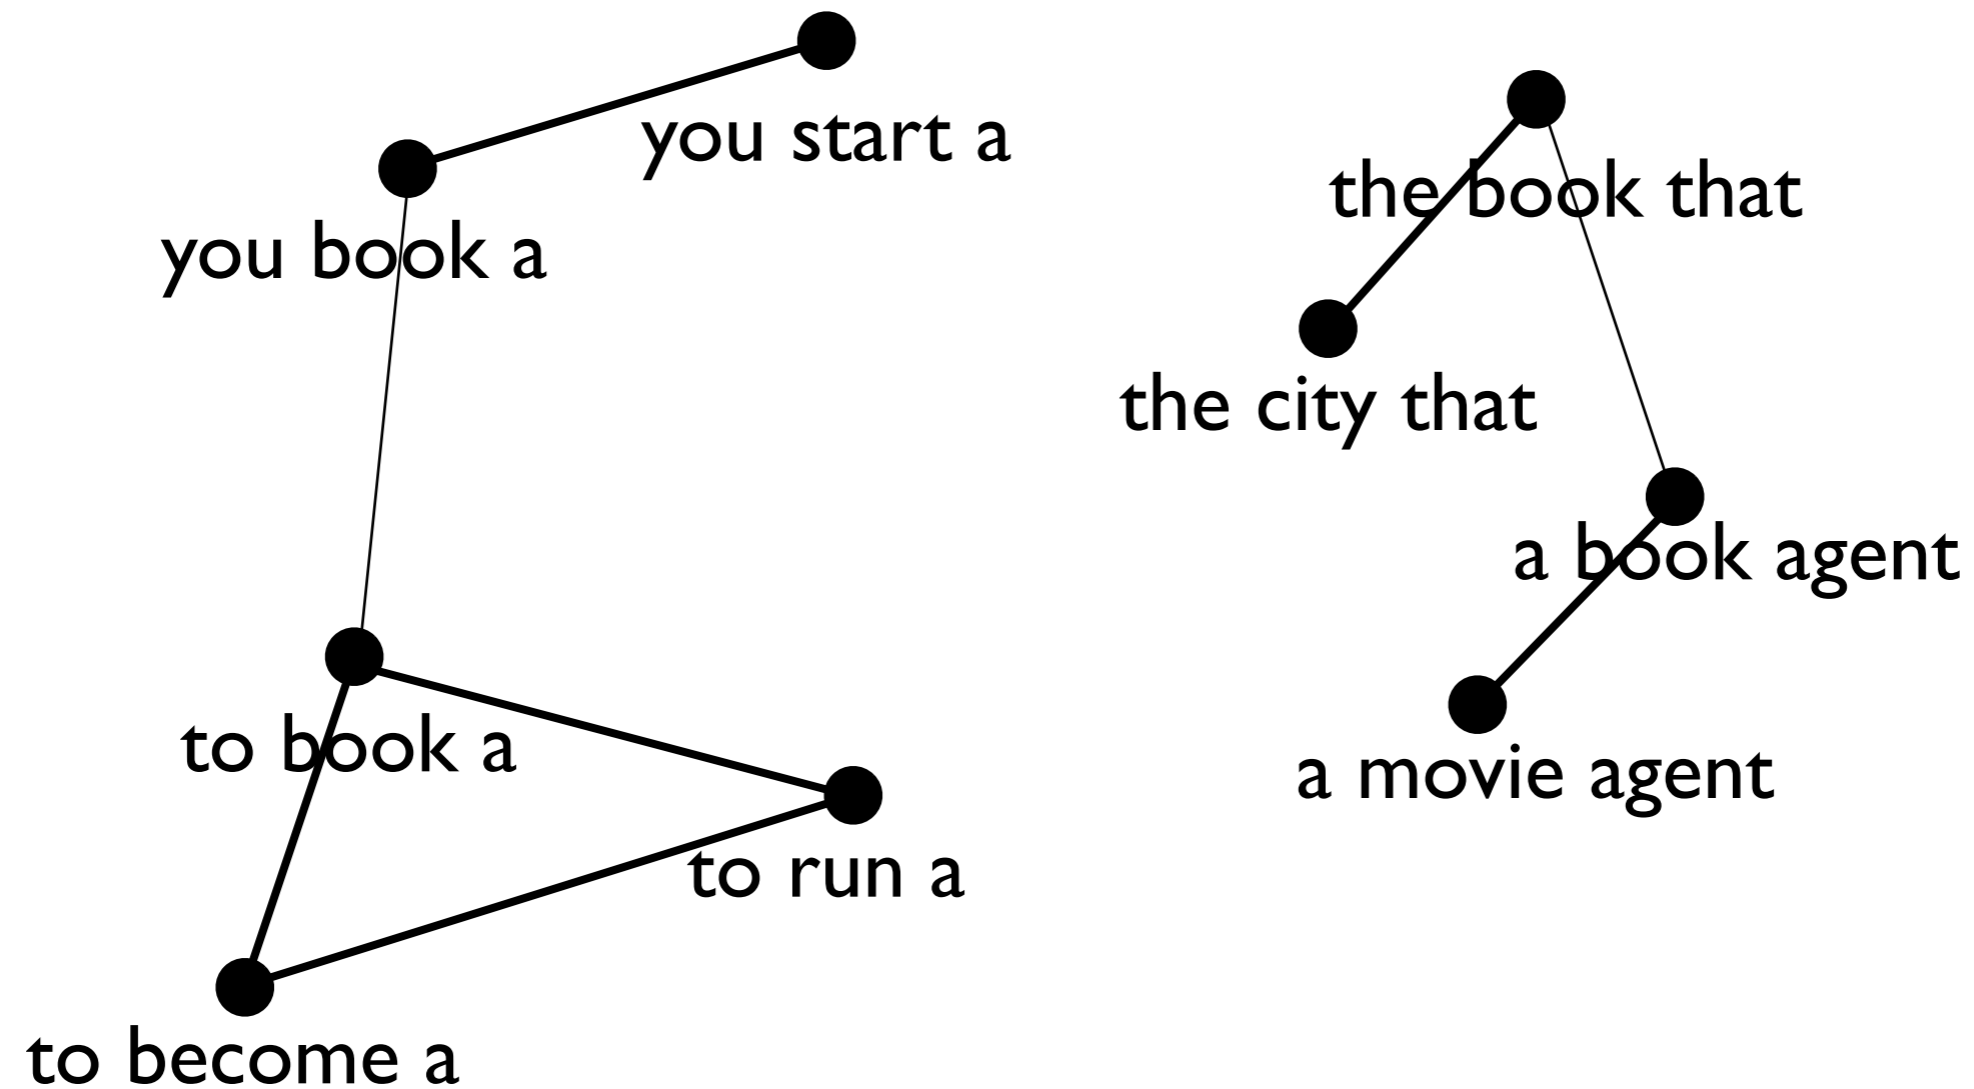 you start a
you book a
to book a
to run a
to become a
the book that
the city that
a book agent
a movie agent